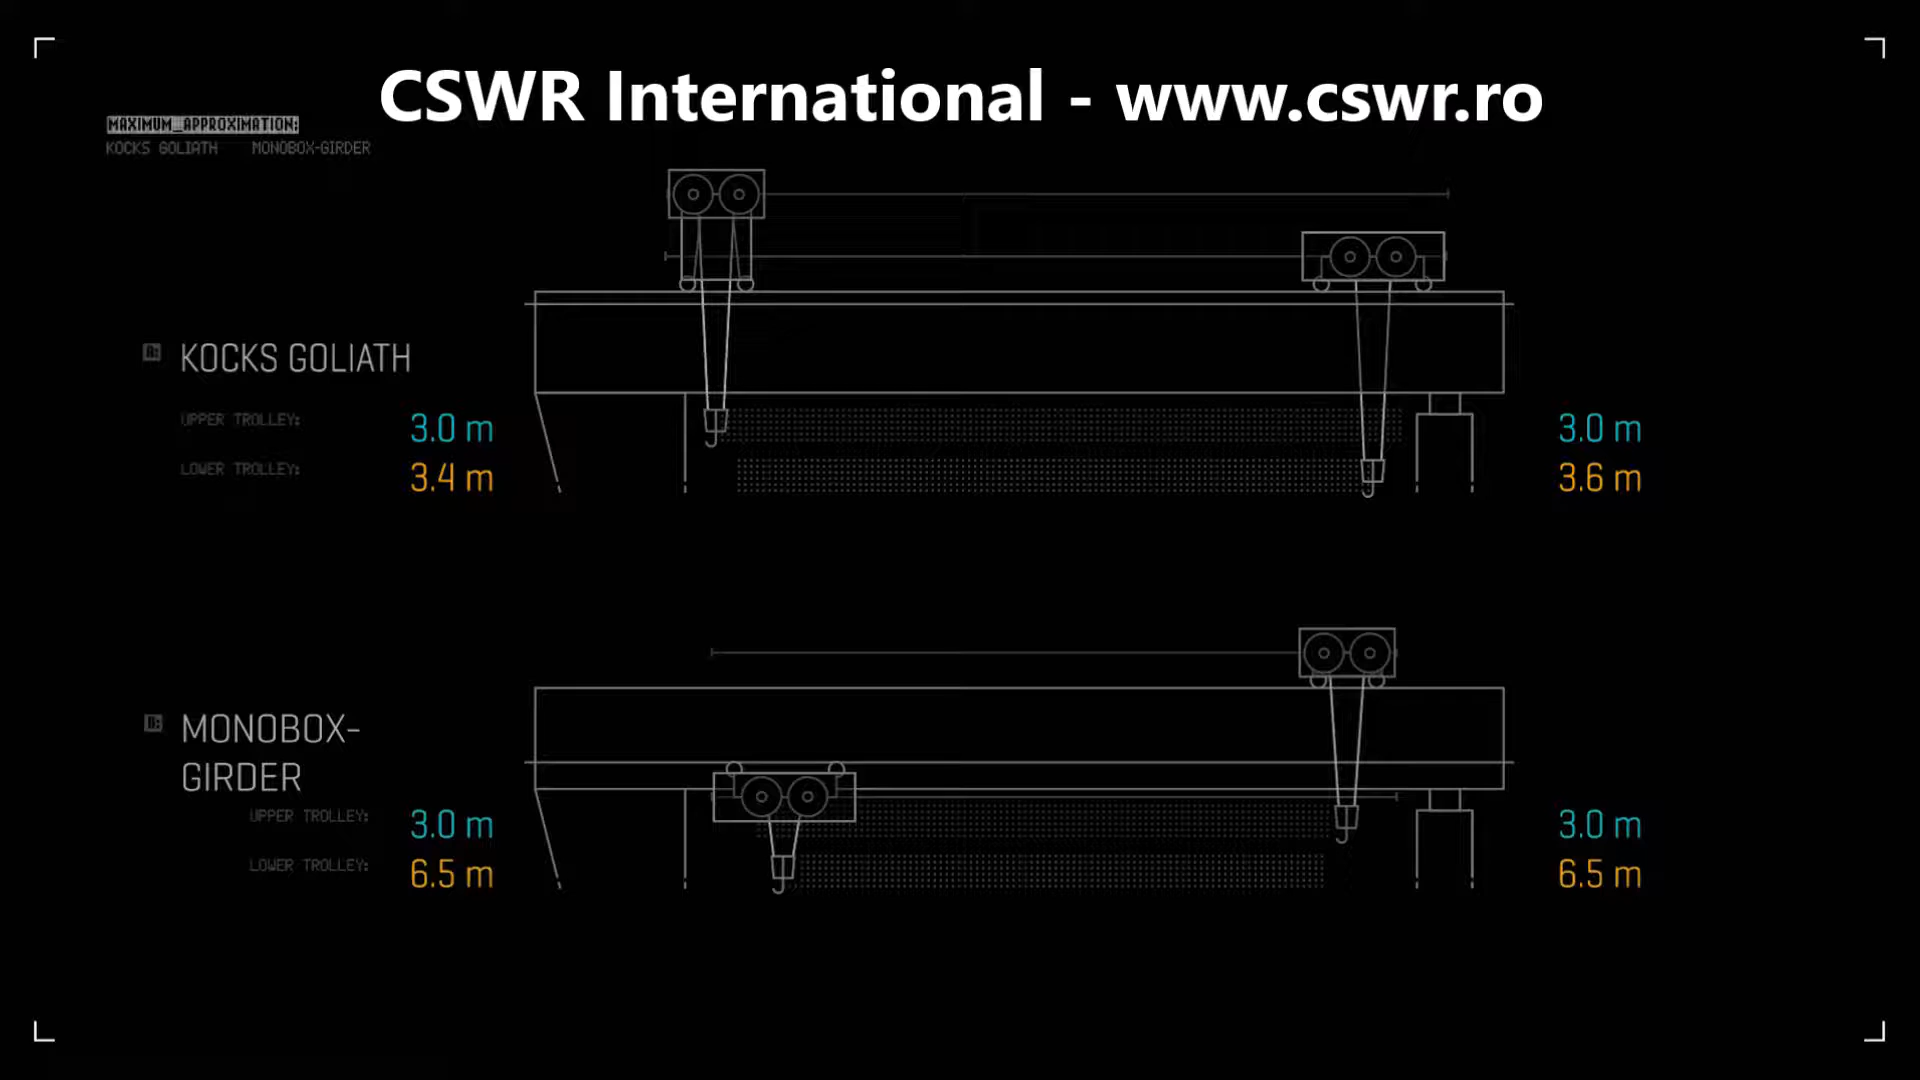 CSWR International - www.cswr.ro
MAXIMUM_APPROXIMATION:
KOCKS GOLIATH MONOBOX-GIRDER
KOCKS GOLIATH
UPPER TROLLEY: 3.0 m 3.0 m
LOWER TROLLEY: 3.4 m 3.6 m
MONOBOX-
GIRDER
UPPER TROLLEY: 3.0 m 3.0 m
LOWER TROLLEY: 6.5 m 6.5 m